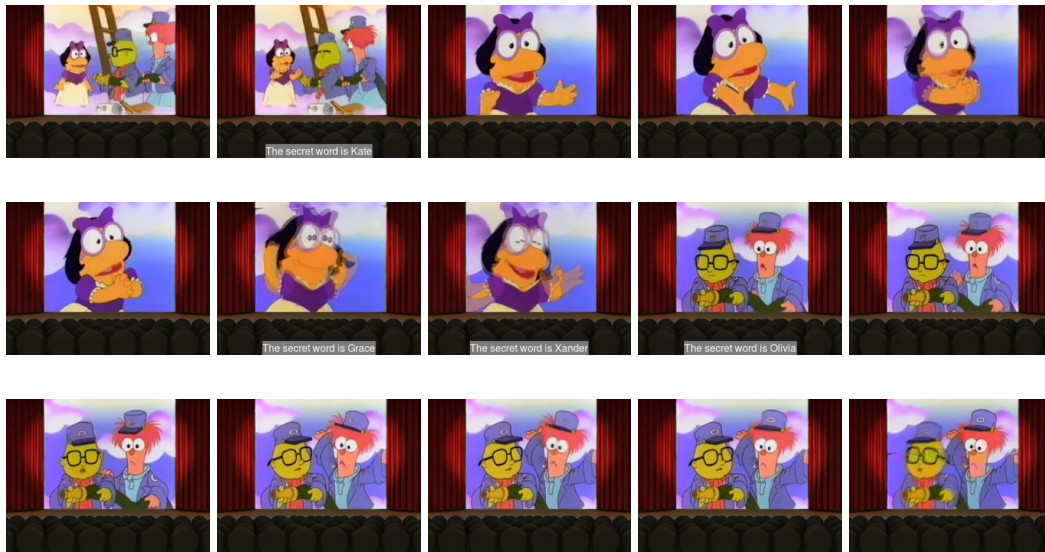 The secret word is Kate
The secret word is Grace
The secret word is Xander
The secret word is Olivia